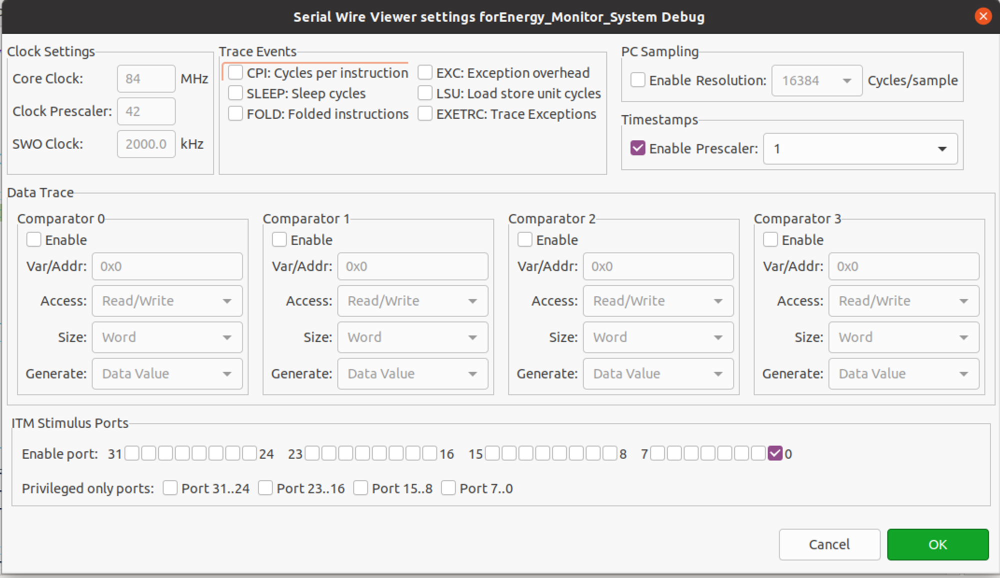 Serial Wire Viewer settings forEnergy_Monitor_System Debug
Clock Settings
Core Clock: 84 MHz
Clock Prescaler: 42
SWO Clock: 2000.0 kHz
Trace Events
CPI: Cycles per instruction EXC: Exception overhead
SLEEP: Sleep cycles LSU: Load store unit cycles
FOLD: Folded instructions EXETRC: Trace Exceptions
PC Sampling
Enable Resolution: 16384 Cycles/sample
Timestamps
Enable Prescaler: 1
Data Trace
Comparator 0
Enable
Var/Addr: 0x0
Access: Read/Write
Size: Word
Generate: Data Value
Comparator 1
Enable
Var/Addr: 0x0
Access: Read/Write
Size: Word
Generate: Data Value
Comparator 2
Enable
Var/Addr: 0x0
Access: Read/Write
Size: Word
Generate: Data Value
Comparator 3
Enable
Var/Addr: 0x0
Access: Read/Write
Size: Word
Generate: Data Value
ITM Stimulus Ports
Enable port: 31 24 23 16 15 8 7 0
Privileged only ports: Port 31..24 Port 23..16 Port 15..8 Port 7..0
Cancel OK